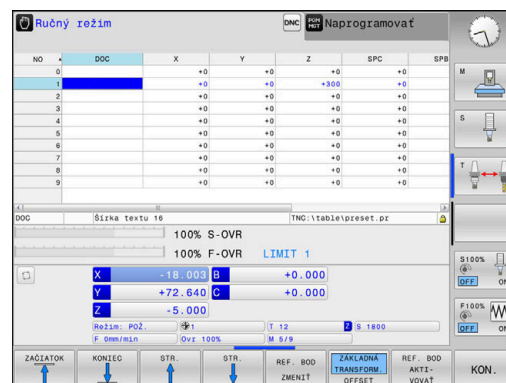 Ručný režim
DNC
PGM MGT
Naprogramovať
NO DOC X Y Z SPC SPB
0 +0 +0 +0 +0
1 +0 +0 +300 +0
2 +0 +0 +0 +0
3 +0 +0 +0 +0
4 +0 +0 +0 +0
5 +0 +0 +0 +0
6 +0 +0 +0 +0
7 +0 +0 +0 +0
8 +0 +0 +0 +0
9 +0 +0 +0 +0
DOC Šírka textu 16 TNC:\table\preset.pr
100% S-OVR
100% F-OVR LIMIT 1
X -18.003 B +0.000
Y +72.640 C +0.000
Z -5.000
Režim: POŽ. 1 T 12 Z S 1800
F 0mm/min Ovr 100% M 5/9
M
S
T
S100%
OFF ON
F100%
OFF ON
ZAČIATOK
KONIEC
STR.
STR.
REF. BOD
ZMENIŤ
ZÁKLADNÁ
TRANSFORM.
OFFSET
REF. BOD
AKTI-
VOVAŤ
KON.